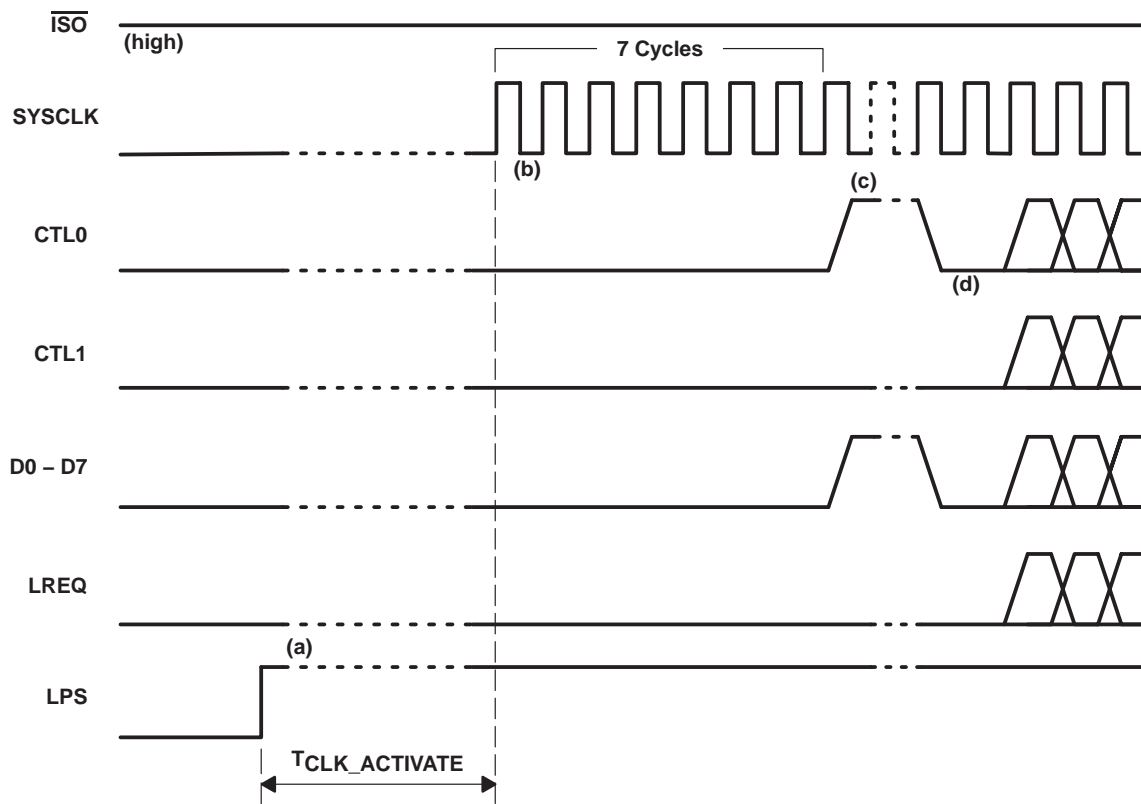 ISO
(high)
7 Cycles
SYSCLK
(b)
(c)
CTL0
(d)
CTL1
D0 – D7
LREQ
(a)
LPS
TCLK_ACTIVATE